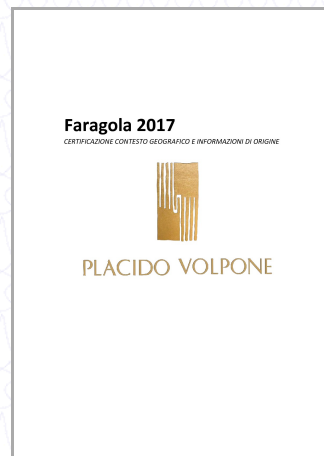 Faragola 2017
CERTIFICAZIONE CONTESTO GEOGRAFICO E INFORMAZIONI DI ORIGINE
PLACIDO VOLPONE